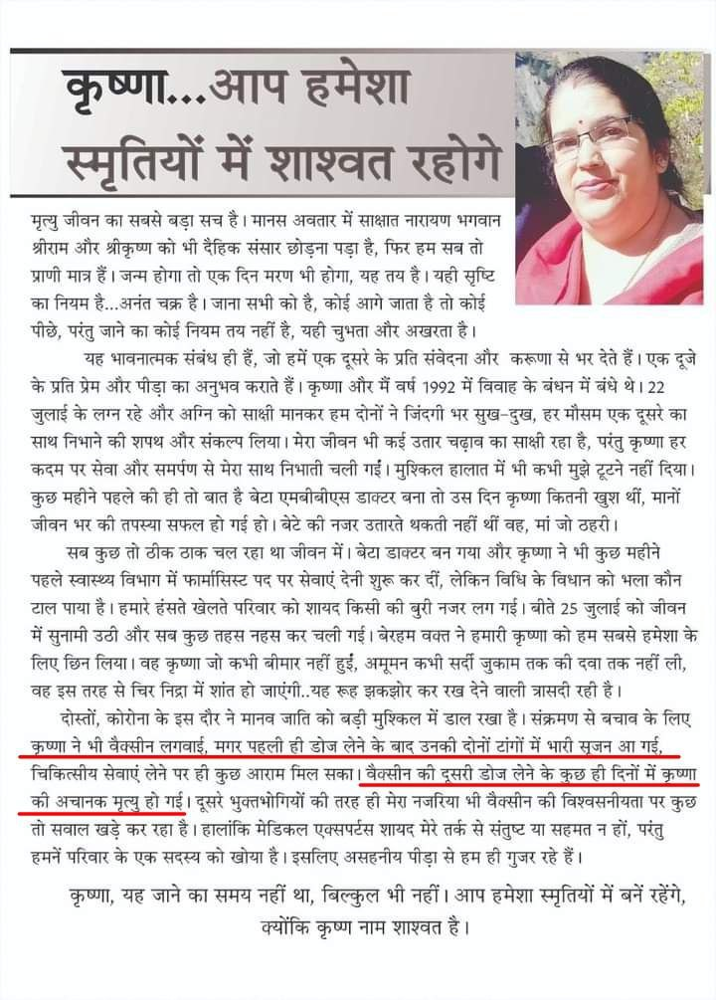 कृष्णा...आप हमेशा
स्मृतियों में शाश्वत रहोगे
मृत्यु जीवन का सबसे बड़ा सच है। मानस अवतार में साक्षात नारायण भगवान
श्रीराम और श्रीकृष्ण को भी दैहिक संसार छोड़ना पड़ा है, फिर हम सब तो
प्राणी मात्र हैं। जन्म होगा तो एक दिन मरण भी होगा, यह तय है। यही सृष्टि
का नियम है...अनंत चक्र है। जाना सभी को है, कोई आगे जाता है तो कोई
पीछे, परंतु जाने का कोई नियम तय नहीं है, यही चुभता और अखरता है।
यह भावनात्मक संबंध ही हैं, जो हमें एक दूसरे के प्रति संवेदना और करूणा से भर देते हैं। एक दूजे
के प्रति प्रेम और पीड़ा का अनुभव कराते हैं। कृष्णा और मैं वर्ष 1992 में विवाह के बंधन में बंधे थे। 22
जुलाई के लग्न रहे और अग्नि को साक्षी मानकर हम दोनों ने जिंदगी भर सुख-दुख, हर मौसम एक दूसरे का
साथ निभाने की शपथ और संकल्प लिया। मेरा जीवन भी कई उतार चढ़ाव का साक्षी रहा है, परंतु कृष्णा हर
कदम पर सेवा और समर्पण से मेरा साथ निभाती चली गईं। मुश्किल हालात में भी कभी मुझे टूटने नहीं दिया।
कुछ महीने पहले की ही तो बात है बेटा एमबीबीएस डाक्टर बना तो उस दिन कृष्णा कितनी खुश थीं, मानों
जीवन भर की तपस्या सफल हो गई हो। बेटे की नजर उतारते थकती नहीं थीं वह, मां जो ठहरी।
सब कुछ तो ठीक ठाक चल रहा था जीवन में। बेटा डाक्टर बन गया और कृष्णा ने भी कुछ महीने
पहले स्वास्थ्य विभाग में फार्मासिस्ट पद पर सेवाएं देनी शुरू कर दीं, लेकिन विधि के विधान को भला कौन
टाल पाया है। हमारे हंसते खेलते परिवार को शायद किसी की बुरी नजर लग गई। बीते 25 जुलाई को जीवन
में सुनामी उठी और सब कुछ तहस नहस कर चली गई। बेरहम वक्त ने हमारी कृष्णा को हम सबसे हमेशा के
लिए छिन लिया। वह कृष्णा जो कभी बीमार नहीं हुईं, अमूमन कभी सर्दी जुकाम तक की दवा तक नहीं ली,
वह इस तरह से चिर निद्रा में शांत हो जाएंगी..यह रूह झकझोर कर रख देने वाली त्रासदी रही है।
दोस्तों, कोरोना के इस दौर ने मानव जाति को बड़ी मुश्किल में डाल रखा है। संक्रमण से बचाव के लिए
कृष्णा ने भी वैक्सीन लगवाई, मगर पहली ही डोज लेने के बाद उनकी दोनों टांगों में भारी सूजन आ गई,
चिकित्सीय सेवाएं लेने पर ही कुछ आराम मिल सका। वैक्सीन की दूसरी डोज लेने के कुछ ही दिनों में कृष्णा
की अचानक मृत्यु हो गई। दूसरे भुक्तभोगियों की तरह ही मेरा नजरिया भी वैक्सीन की विश्वसनीयता पर कुछ
तो सवाल खड़े कर रहा है। हालांकि मेडिकल एक्सपर्टस शायद मेरे तर्क से संतुष्ट या सहमत न हों, परंतु
हमनें परिवार के एक सदस्य को खोया है। इसलिए असहनीय पीड़ा से हम ही गुजर रहे हैं।
कृष्णा, यह जाने का समय नहीं था, बिल्कुल भी नहीं। आप हमेशा स्मृतियों में बनें रहेंगे,
क्योंकि कृष्ण नाम शाश्वत है।